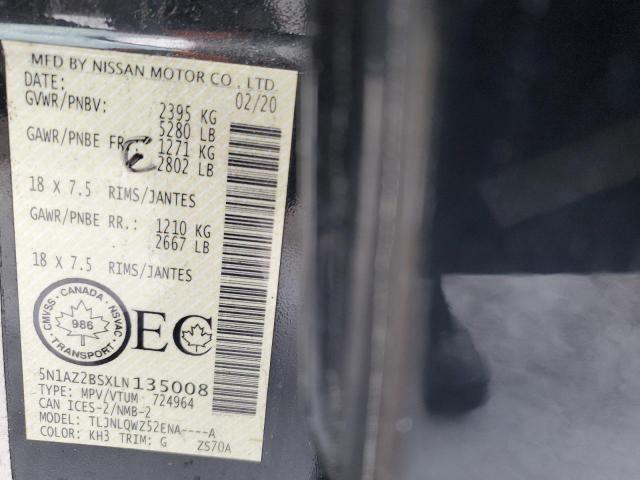 MFD BY NISSAN MOTOR CO., LTD.
DATE: 02/20
GVWR/PNBV: 2395 KG
5280 LB
GAWR/PNBE FR 1271 KG
2802 LB
18 X 7.5 RIMS/JANTES
GAWR/PNBE RR.: 1210 KG
2667 LB
18 X 7.5 RIMS/JANTES
CANADA
CMVSS NSVAC
986
TRANSPORT
EC
5N1AZ2BSXLN135008
TYPE: MPV/VTUM 724964
CAN ICES-2/NMB-2
MODEL: TLJNLQWZ52ENA----A
COLOR: KH3 TRIM: G ZS70A